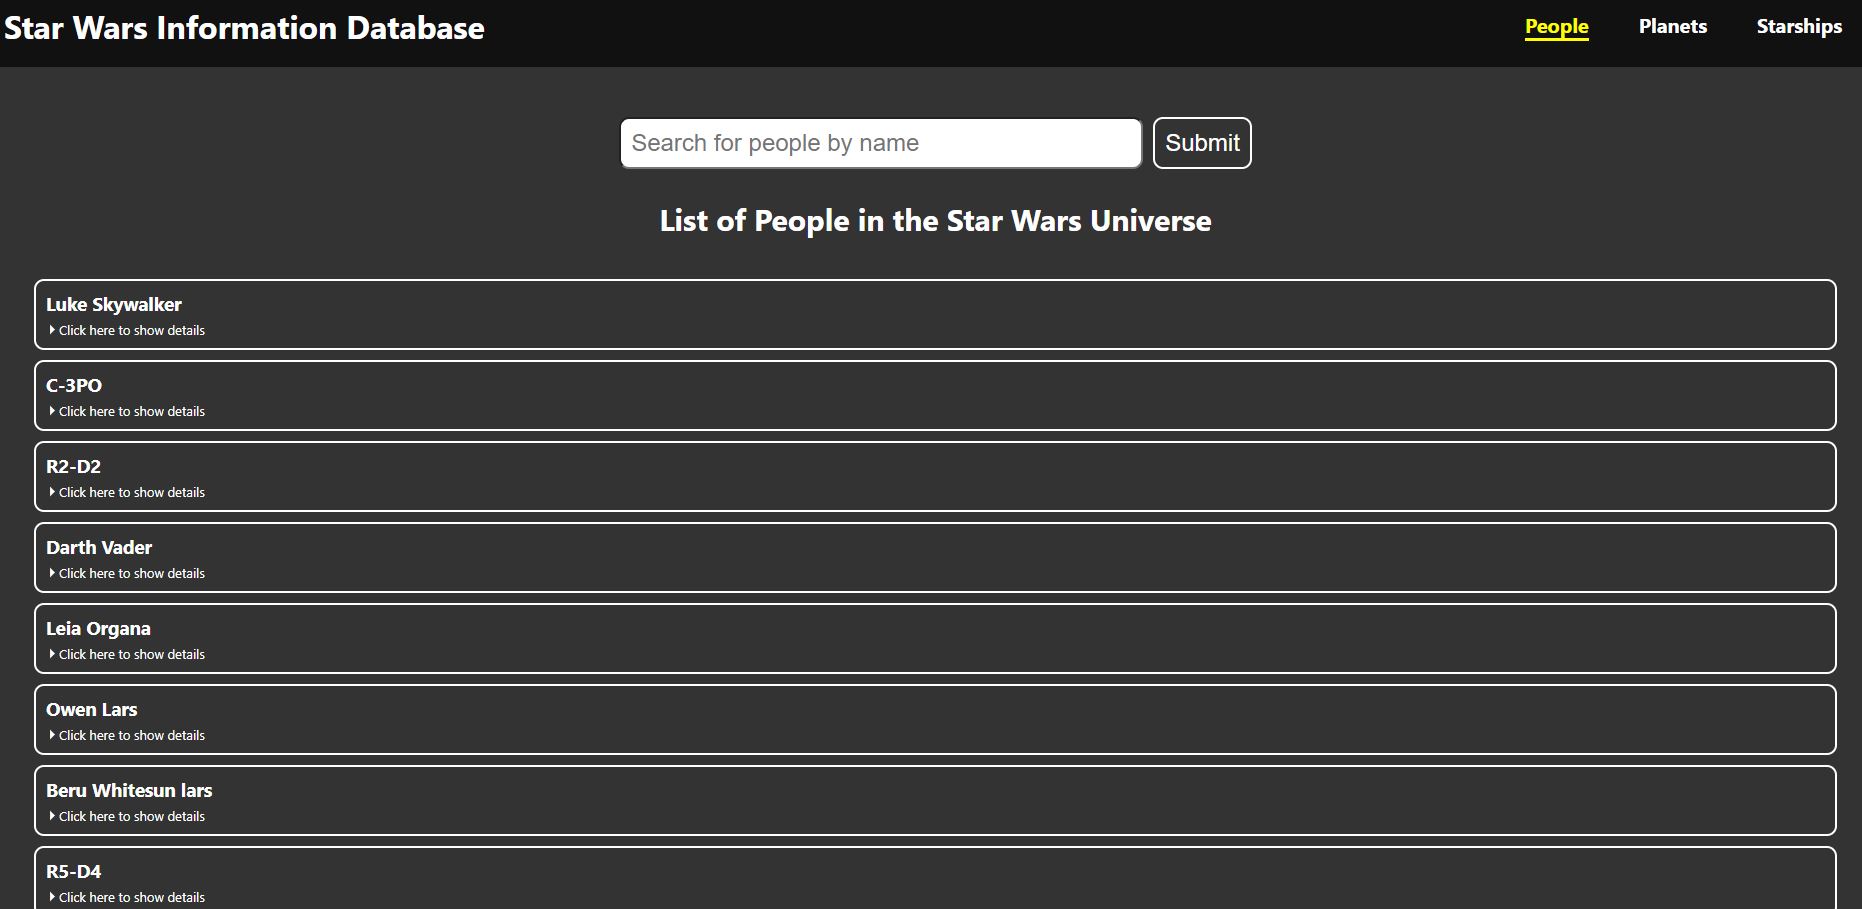 Star Wars Information Database
People Planets Starships
Search for people by name Submit
List of People in the Star Wars Universe
Luke Skywalker
Click here to show details
C-3PO
Click here to show details
R2-D2
Click here to show details
Darth Vader
Click here to show details
Leia Organa
Click here to show details
Owen Lars
Click here to show details
Beru Whitesun lars
Click here to show details
R5-D4
Click here to show details